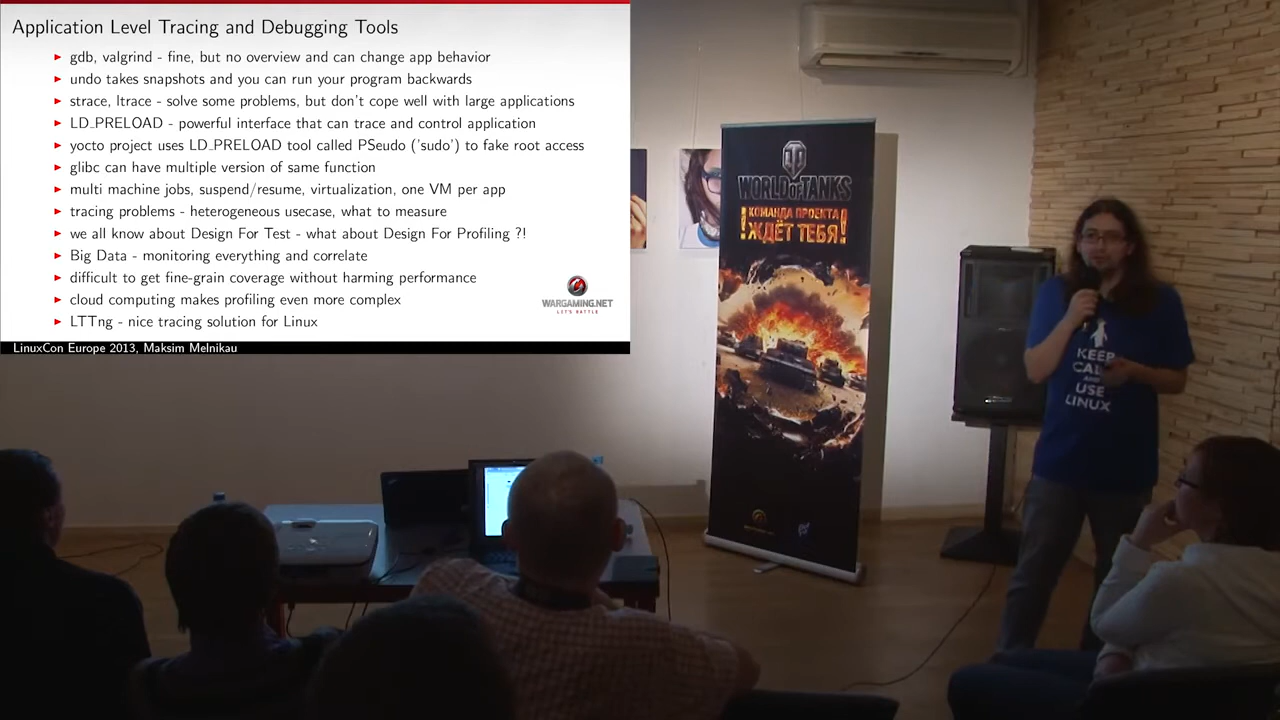 Application Level Tracing and Debugging Tools
gdb, valgrind - fine, but no overview and can change app behavior
undo takes snapshots and you can run your program backwards
strace, ltrace - solve some problems, but don't cope well with large applications
LD_PRELOAD - powerful interface that can trace and control application
yocto project uses LD_PRELOAD tool called PSeudo ('sudo') to fake root access
glibc can have multiple version of same function
multi machine jobs, suspend/resume, virtualization, one VM per app
tracing problems - heterogeneous usecase, what to measure
we all know about Design For Test - what about Design For Profiling ?!
Big Data - monitoring everything and correlate
difficult to get fine-grain coverage without harming performance
cloud computing makes profiling even more complex
LTTng - nice tracing solution for Linux
WARGAMING.NET
LET'S BATTLE
LinuxCon Europe 2013, Maksim Melnikau
WORLD OF TANKS
! КОМАНДА ПРОЕКТА
ЖДЁТ ТЕБЯ !
KEEP
CALM
AND
USE
LINUX